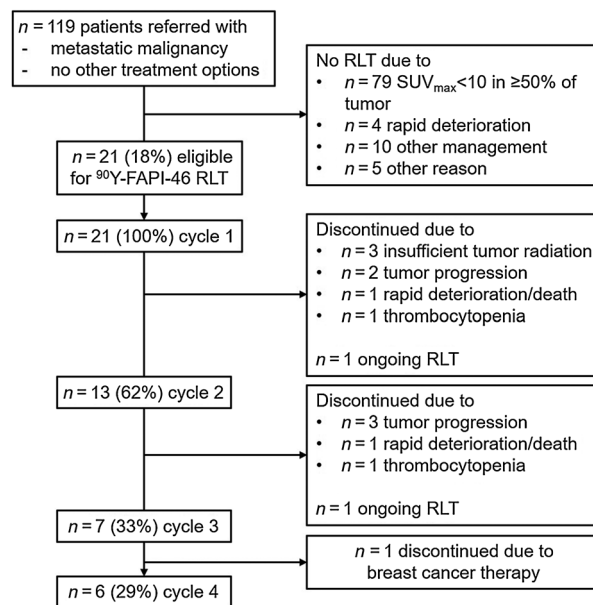 n = 119 patients referred with
- metastatic malignancy
- no other treatment options
No RLT due to
• n = 79 SUVmax<10 in ≥50% of
tumor
• n = 4 rapid deterioration
• n = 10 other management
• n = 5 other reason
n = 21 (18%) eligible
for ⁹⁰Y-FAPI-46 RLT
n = 21 (100%) cycle 1
Discontinued due to
• n = 3 insufficient tumor radiation
• n = 2 tumor progression
• n = 1 rapid deterioration/death
• n = 1 thrombocytopenia
n = 1 ongoing RLT
n = 13 (62%) cycle 2
Discontinued due to
• n = 3 tumor progression
• n = 1 rapid deterioration/death
• n = 1 thrombocytopenia
n = 1 ongoing RLT
n = 7 (33%) cycle 3
n = 1 discontinued due to
breast cancer therapy
n = 6 (29%) cycle 4